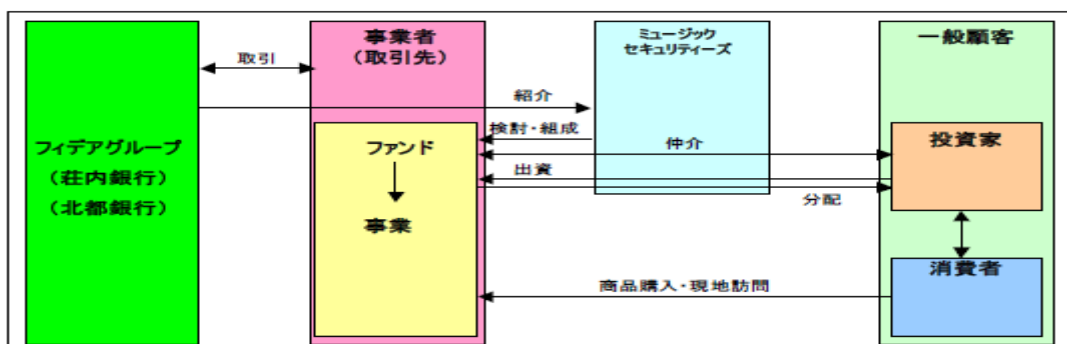 事業者
(取引先)
ミュージック
セキュリティーズ
一般顧客
取引
紹介
検討・組成
フィデアグループ
(荘内銀行)
(北都銀行)
ファンド
仲介
投資家
出資
分配
事業
消費者
商品購入・現地訪問